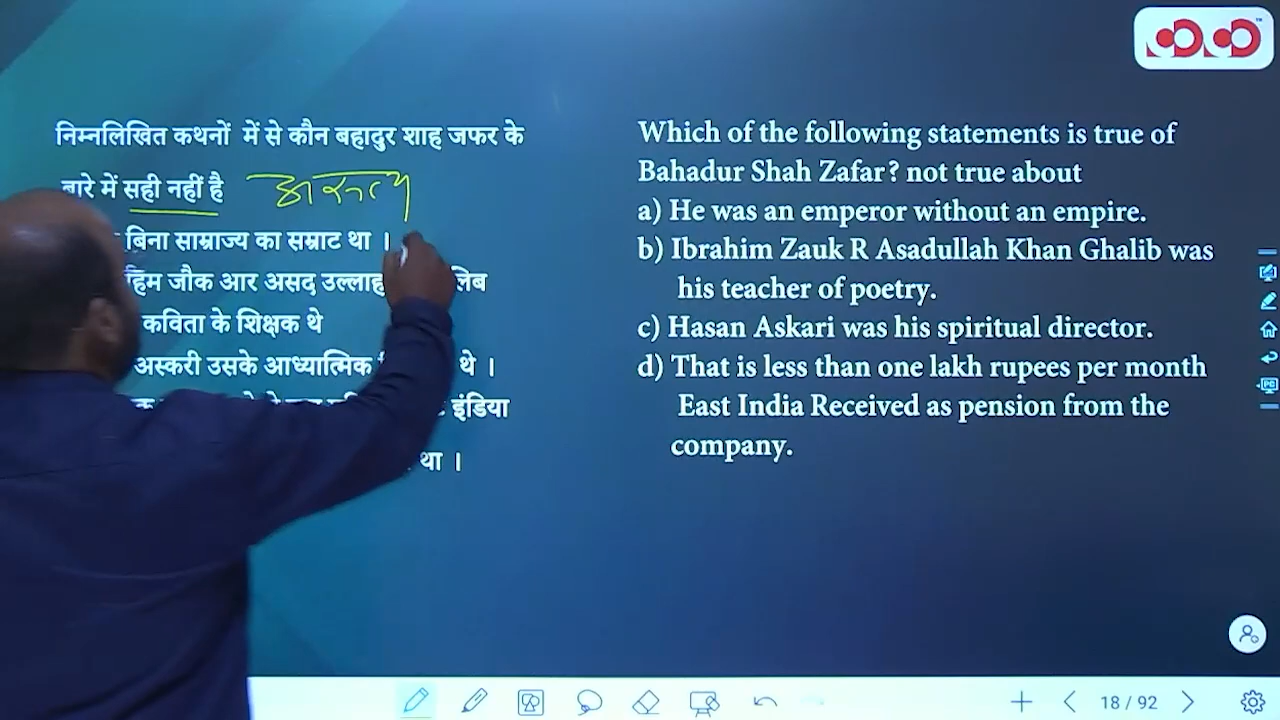 निम्नलिखित कथनों में से कौन बहादुर शाह जफर के
बारे में सही नहीं है असत्य
बिना साम्राज्य का सम्राट था ।
जौक आर असद उल्लाह
कविता के शिक्षक थे
अस्करी उसके आध्यात्मिक थे ।
इंडिया
था ।
Which of the following statements is true of
Bahadur Shah Zafar? not true about
a) He was an emperor without an empire.
b) Ibrahim Zauk R Asadullah Khan Ghalib was
his teacher of poetry.
c) Hasan Askari was his spiritual director.
d) That is less than one lakh rupees per month
East India Received as pension from the
company.
18 / 92